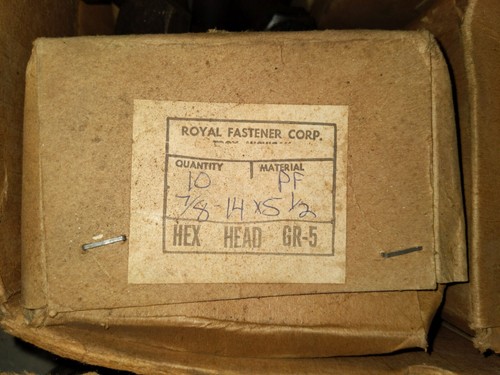 ROYAL FASTENER CORP.
QUANTITY MATERIAL
10 PF
7/8 - 14 x 5 1/2
HEX HEAD GR-5